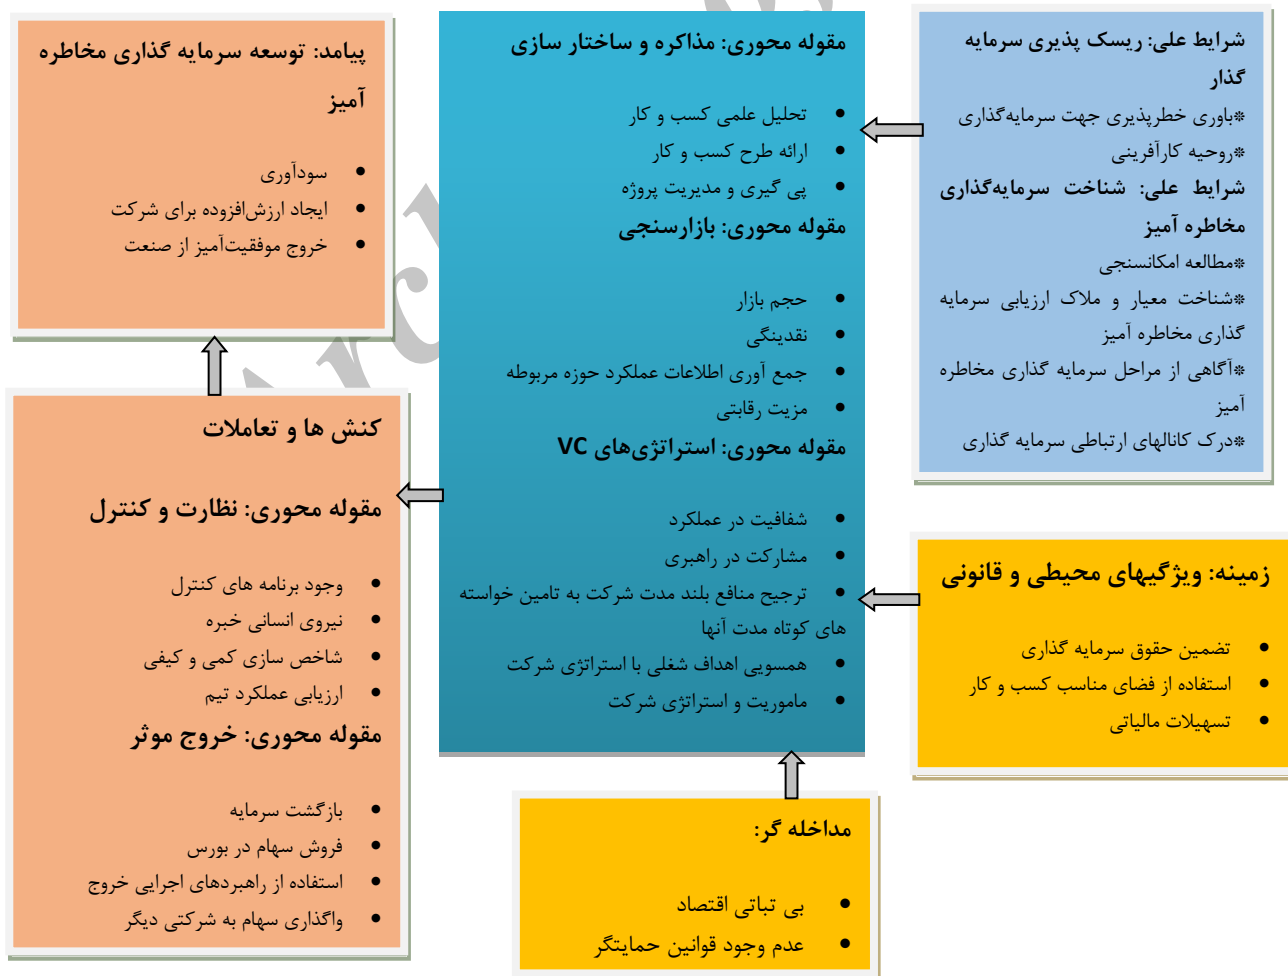 شرایط علی: ریسک پذیری سرمایه
گذار
*باوری خطرپذیری جهت سرمایه‌گذاری
*روحیه کارآفرینی
شرایط علی: شناخت سرمایه‌گذاری
مخاطره آمیز
*مطالعه امکانسنجی
*شناخت معیار و ملاک ارزیابی سرمایه
گذاری مخاطره آمیز
*آگاهی از مراحل سرمایه گذاری مخاطره
آمیز
*درک کانالهای ارتباطی سرمایه گذاری
زمینه: ویژگیهای محیطی و قانونی
• تضمین حقوق سرمایه گذاری
• استفاده از فضای مناسب کسب و کار
• تسهیلات مالیاتی
مقوله محوری: مذاکره و ساختار سازی
• تحلیل علمی کسب و کار
• ارائه طرح کسب و کار
• پی گیری و مدیریت پروژه
مقوله محوری: بازارسنجی
• حجم بازار
• نقدینگی
• جمع آوری اطلاعات عملکرد حوزه مربوطه
• مزیت رقابتی
مقوله محوری: استراتژی‌های VC
• شفافیت در عملکرد
• مشارکت در راهبری
• ترجیح منافع بلند مدت شرکت به تامین خواسته
های کوتاه مدت آنها
• همسویی اهداف شغلی با استراتژی شرکت
• ماموریت و استراتژی شرکت
مداخله گر:
• بی تباتی اقتصاد
• عدم وجود قوانین حمایتگر
پیامد: توسعه سرمایه گذاری مخاطره
آمیز
• سودآوری
• ایجاد ارزش‌افزوده برای شرکت
• خروج موفقیت‌آمیز از صنعت
کنش ها و تعاملات
مقوله محوری: نظارت و کنترل
• وجود برنامه های کنترل
• نیروی انسانی خبره
• شاخص سازی کمی و کیفی
• ارزیابی عملکرد تیم
مقوله محوری: خروج موثر
• بازگشت سرمایه
• فروش سهام در بورس
• استفاده از راهبردهای اجرایی خروج
• واگذاری سهام به شرکتی دیگر